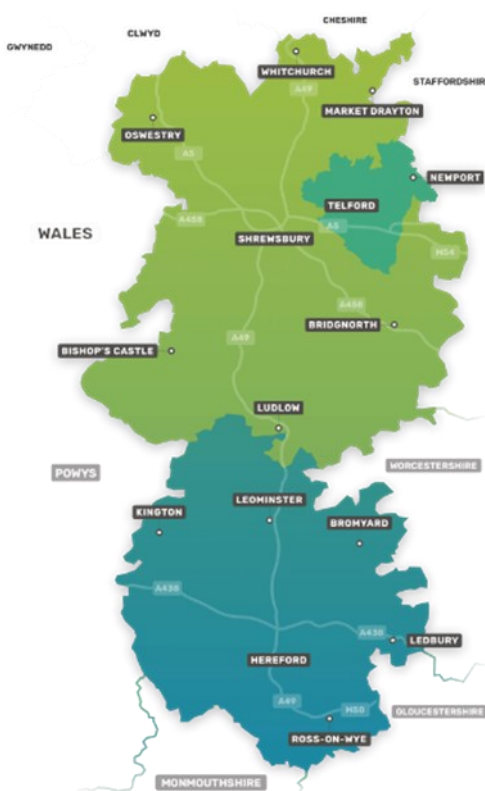 CHESHIRE
CLWYD
GWYNEDD
WHITCHURCH
STAFFORDSHIR
A49
MARKET DRAYTON
OSWESTRY
A5
NEWPORT
TELFORD
A458
A5
WALES
SHREWSBURY
M54
A458
BRIDGNORTH
A49
BISHOP'S CASTLE
LUDLOW
WORCESTERSHIRE
POWYS
LEOMINSTER
KINGTON
BROMYARD
A438
A438
LEDBURY
HEREFORD
A49
M50
GLOUCESTERSHIRE
ROSS-ON-WYE
MONMOUTHSHIRE